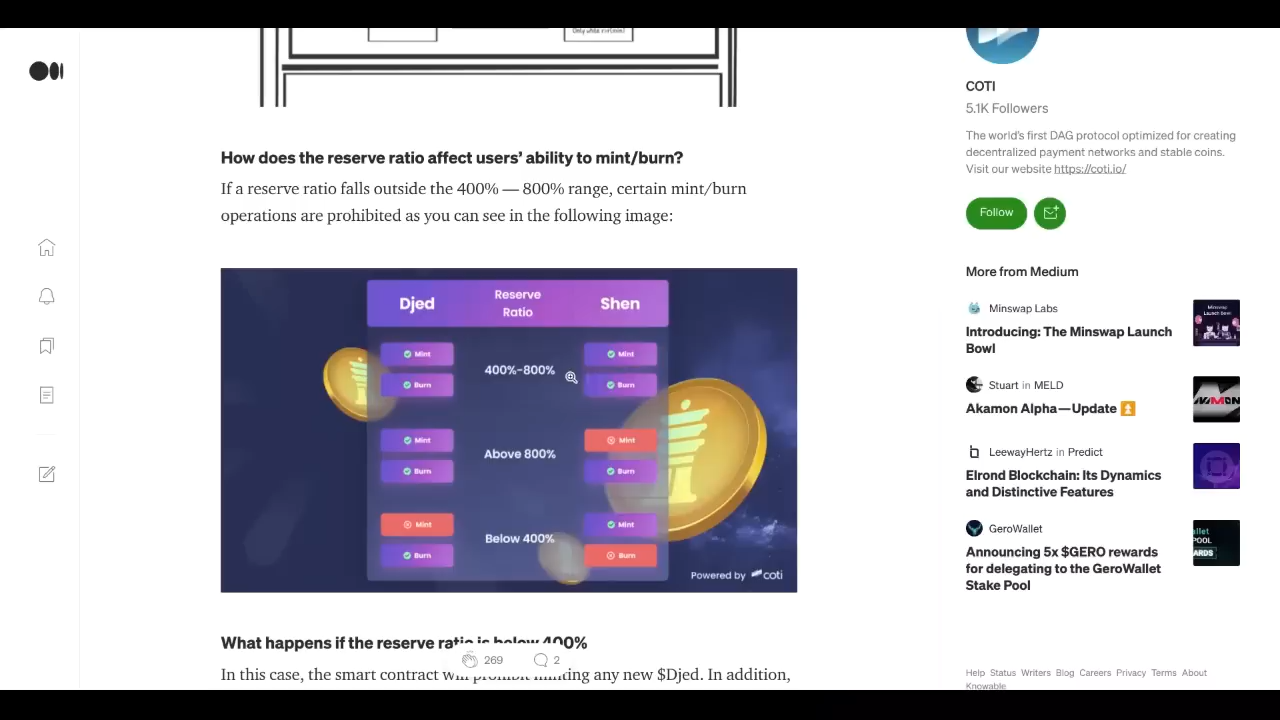 Only while running!
How does the reserve ratio affect users’ ability to mint/burn?
If a reserve ratio falls outside the 400% — 800% range, certain mint/burn
operations are prohibited as you can see in the following image:
Djed Reserve Ratio Shen
Mint Mint
400%-800%
Burn Burn
Mint Mint
Above 800%
Burn Burn
Mint Mint
Below 400%
Burn Burn
Powered by coti
What happens if the reserve ratio is below 400%
269 2
In this case, the smart contract will prohibit minting any new $Djed. In addition,
COTI
5.1K Followers
The world’s first DAG protocol optimized for creating
decentralized payment networks and stable coins.
Visit our website https://coti.io/
Follow
More from Medium
Minswap Labs
Introducing: The Minswap Launch
Bowl
Minswap
Launch Bowl
Stuart in MELD
Akamon Alpha—Update
LeewayHertz in Predict
Elrond Blockchain: Its Dynamics
and Distinctive Features
GeroWallet
Announcing 5x $GERO rewards
for delegating to the GeroWallet
Stake Pool
Help Status Writers Blog Careers Privacy Terms About
Knowable